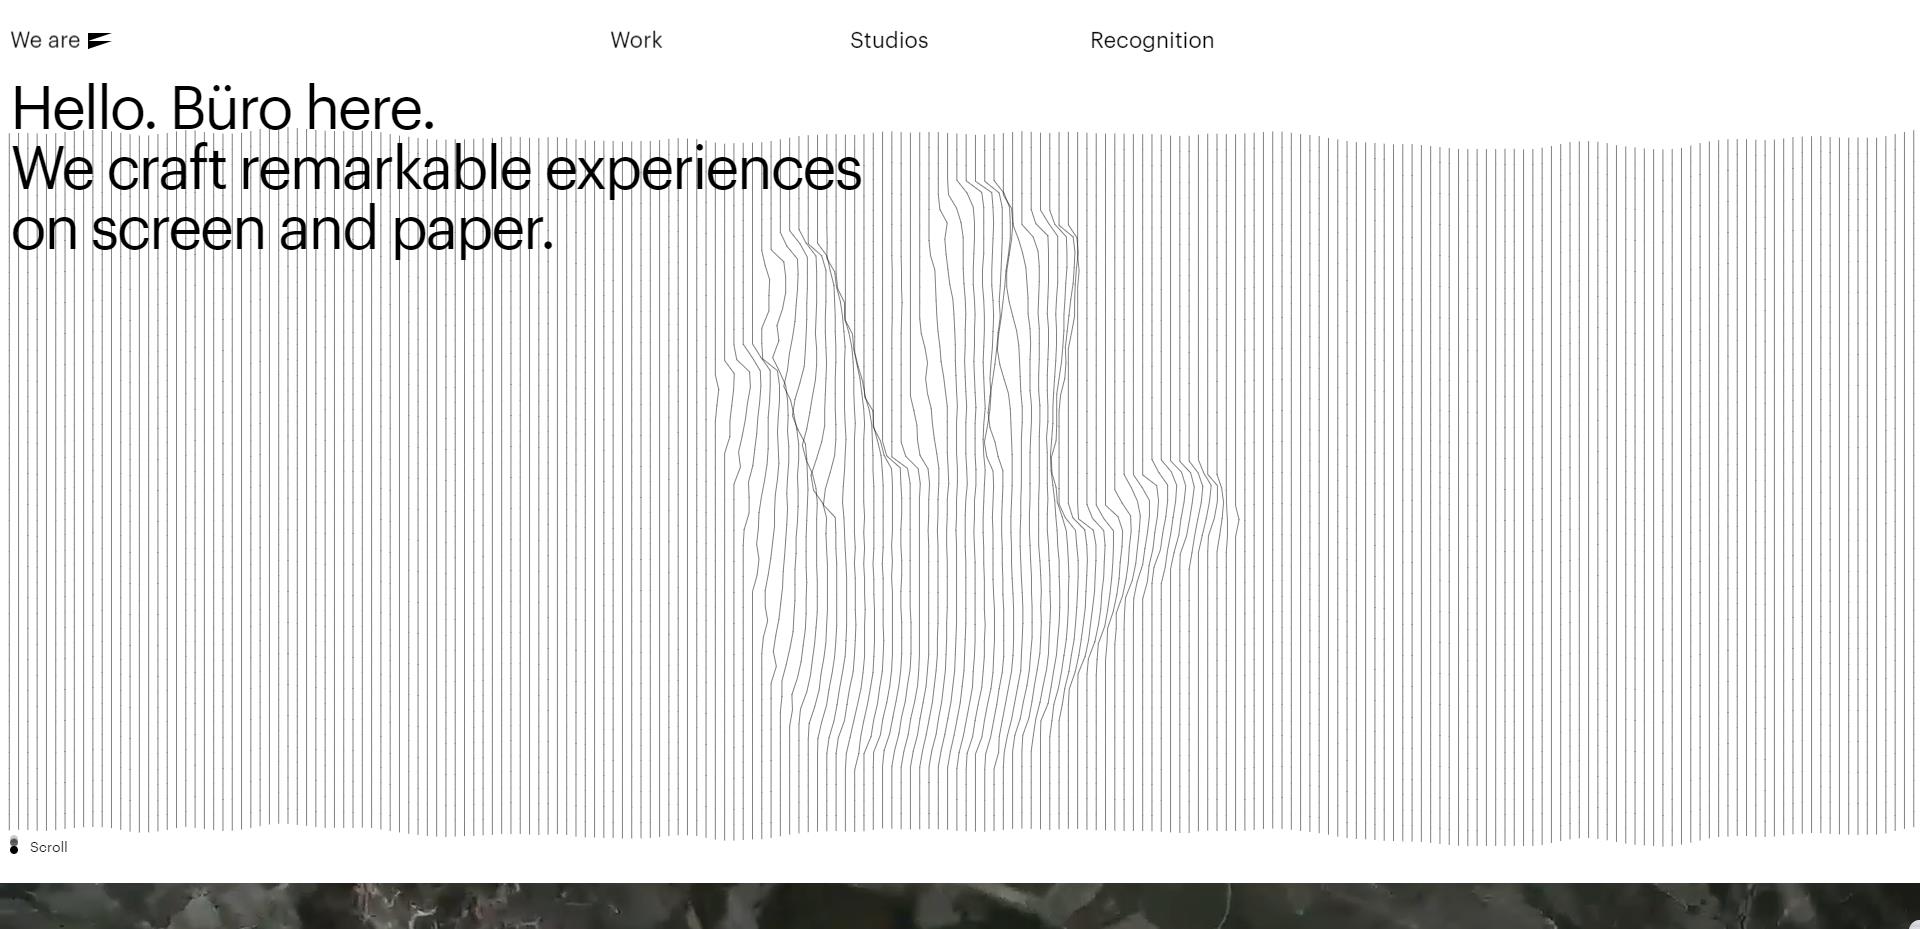 We are
Work
Studios
Recognition
Hello. Büro here.
We craft remarkable experiences
on screen and paper.
Scroll